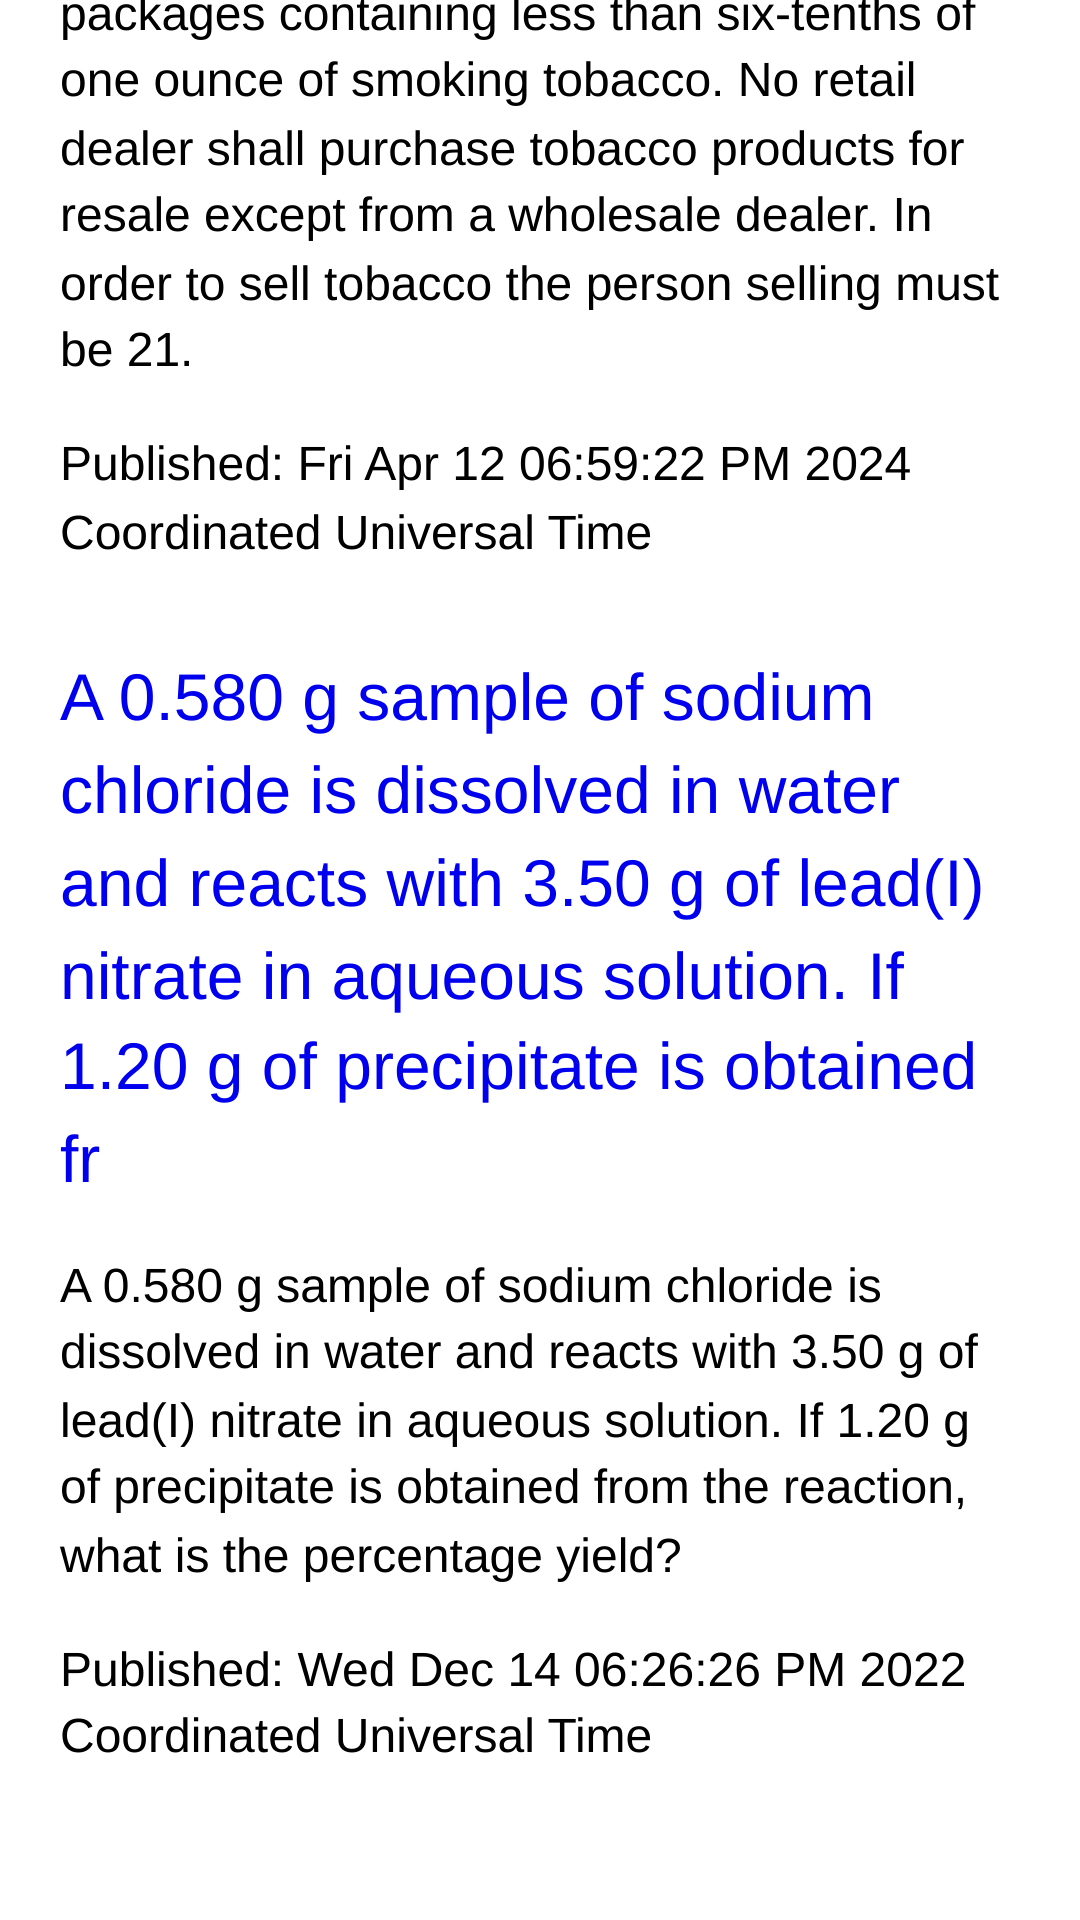 packages containing less than six-tenths of
one ounce of smoking tobacco. No retail
dealer shall purchase tobacco products for
resale except from a wholesale dealer. In
order to sell tobacco the person selling must
be 21.
Published: Fri Apr 12 06:59:22 PM 2024
Coordinated Universal Time
A 0.580 g sample of sodium
chloride is dissolved in water
and reacts with 3.50 g of lead(I)
nitrate in aqueous solution. If
1.20 g of precipitate is obtained
fr
A 0.580 g sample of sodium chloride is
dissolved in water and reacts with 3.50 g of
lead(I) nitrate in aqueous solution. If 1.20 g
of precipitate is obtained from the reaction,
what is the percentage yield?
Published: Wed Dec 14 06:26:26 PM 2022
Coordinated Universal Time